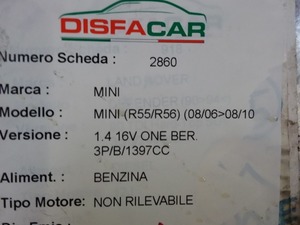 DISFACAR
Numero Scheda : 2860
Marca : MINI
Modello : MINI (R55/R56) (08/06>08/10
Versione : 1.4 16V ONE BER.
3P/B/1397CC
Aliment. : BENZINA
Tipo Motore: NON RILEVABILE